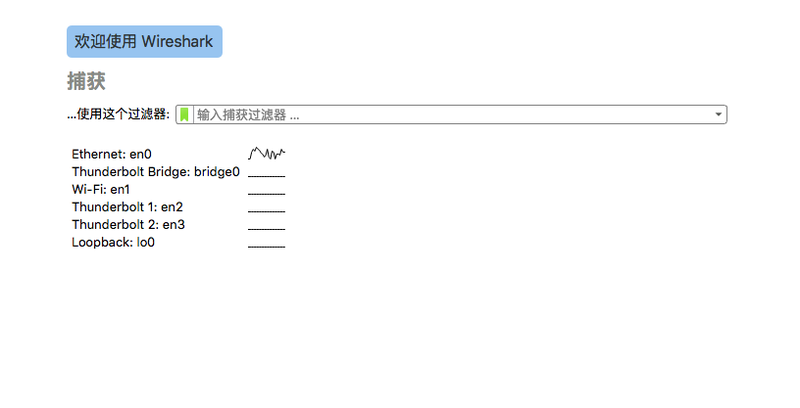 欢迎使用 Wireshark
捕获
...使用这个过滤器: 输入捕获过滤器 ...
Ethernet: en0
Thunderbolt Bridge: bridge0
Wi-Fi: en1
Thunderbolt 1: en2
Thunderbolt 2: en3
Loopback: lo0